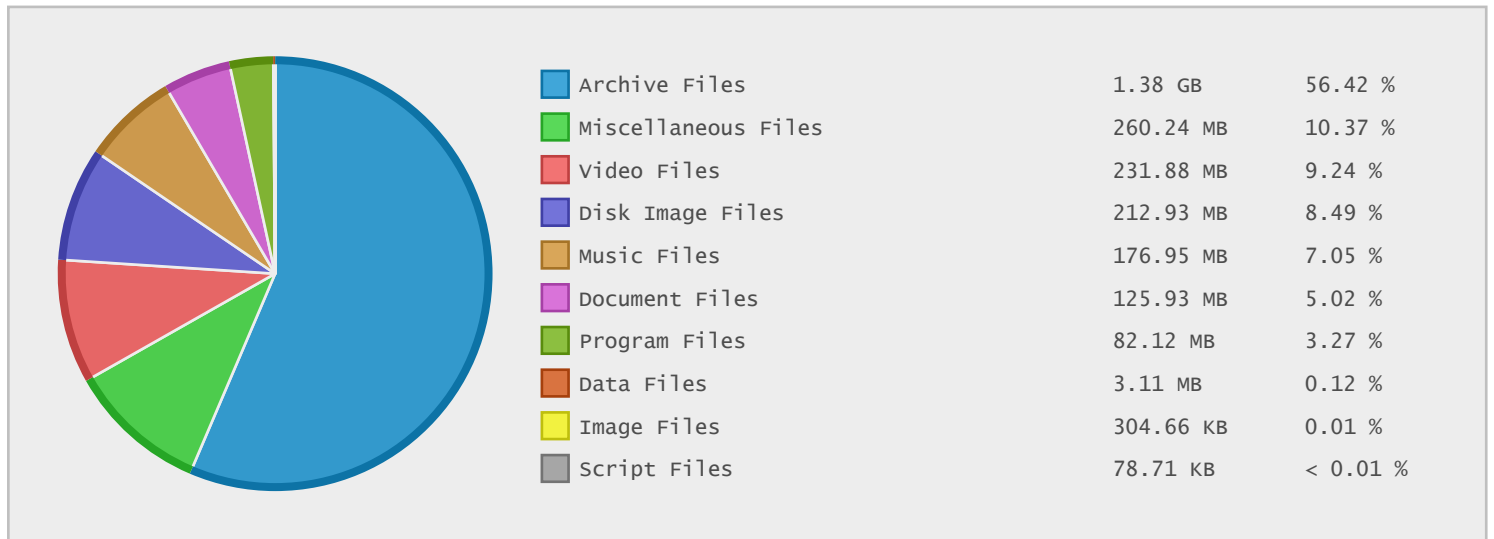 Archive Files 1.38 GB 56.42 %
Miscellaneous Files 260.24 MB 10.37 %
Video Files 231.88 MB 9.24 %
Disk Image Files 212.93 MB 8.49 %
Music Files 176.95 MB 7.05 %
Document Files 125.93 MB 5.02 %
Program Files 82.12 MB 3.27 %
Data Files 3.11 MB 0.12 %
Image Files 304.66 KB 0.01 %
Script Files 78.71 KB < 0.01 %